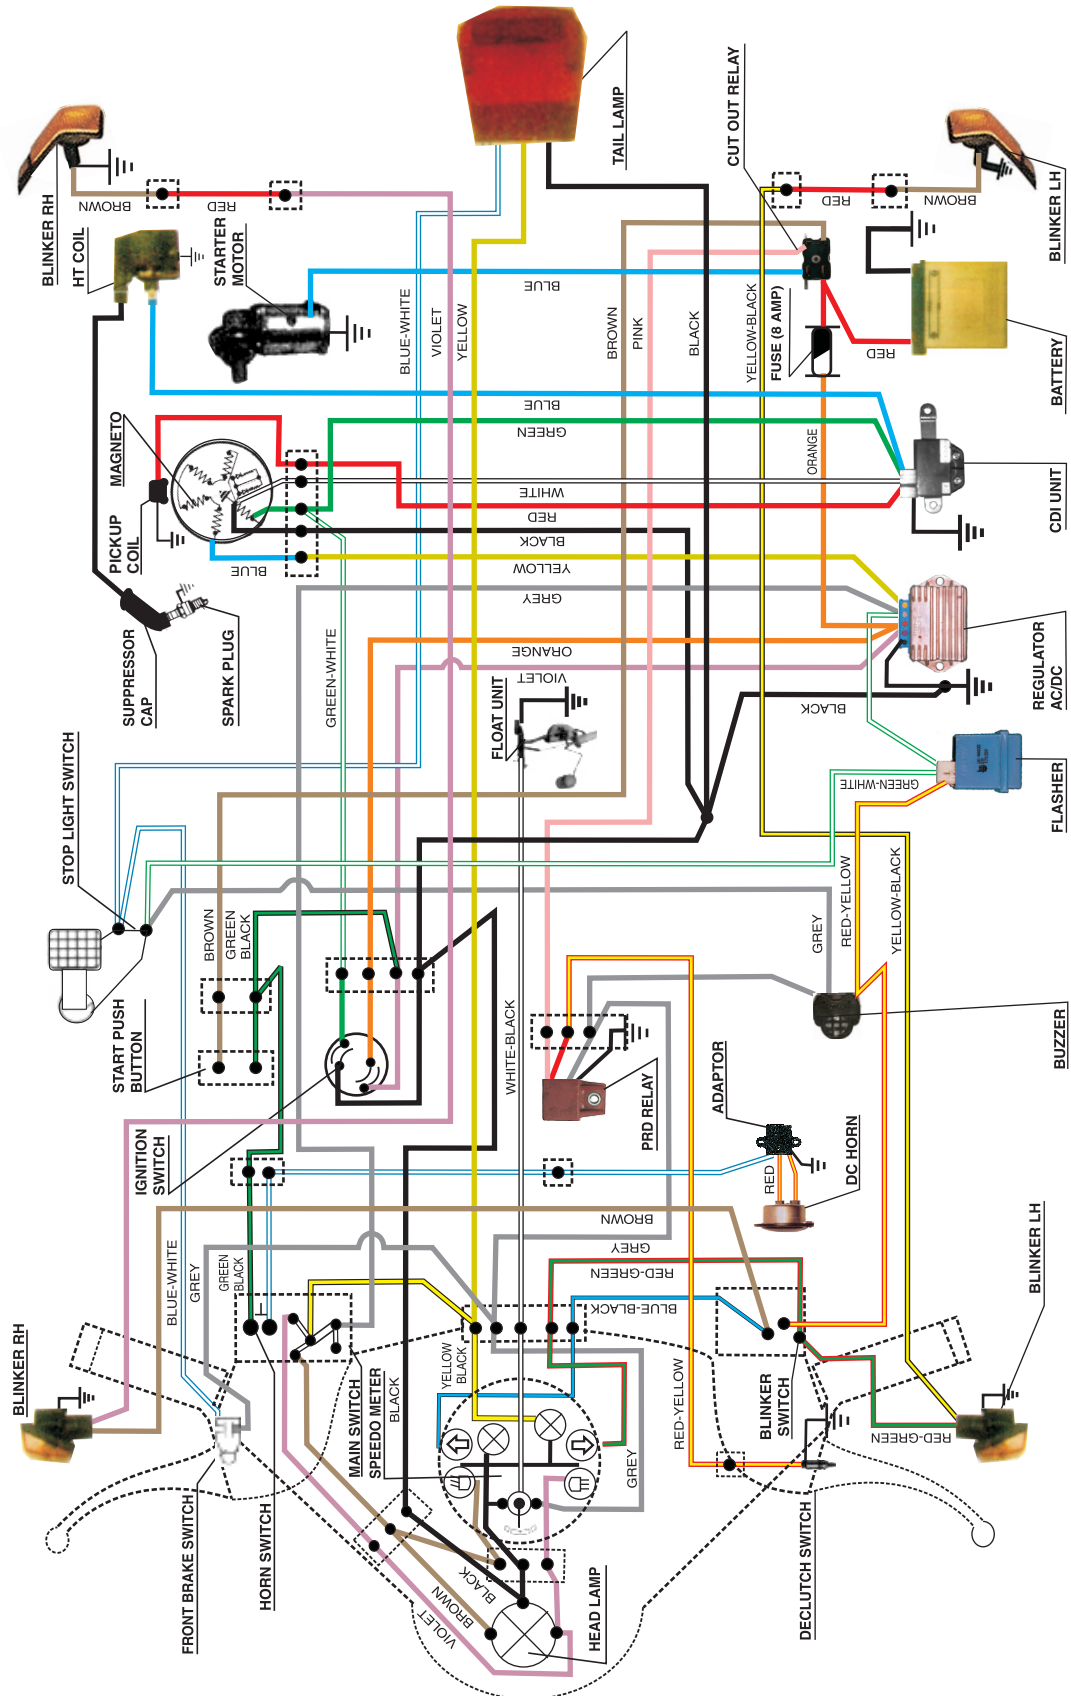 TAIL LAMP
CUT OUT RELAY
BLINKER RH
BROWN
RED
HT COIL
STARTER
MOTOR
BLUE
BLUE-WHITE
VIOLET
YELLOW
BROWN
PINK
BLACK
YELLOW-BLACK
FUSE (8 AMP)
RED
BROWN
BLINKER LH
RED
BATTERY
MAGNETO
PICKUP
COIL
BLUE
BLUE
GREEN
WHITE
RED
BLACK
YELLOW
GREY
ORANGE
VIOLET
ORANGE
CDI UNIT
SUPPRESSOR
CAP
SPARK PLUG
GREEN-WHITE
FLOAT UNIT
BLACK
REGULATOR
AC/DC
STOP LIGHT SWITCH
GREEN-WHITE
FLASHER
BROWN
GREEN
BLACK
GREY
RED-YELLOW
YELLOW-BLACK
START PUSH
BUTTON
WHITE-BLACK
BUZZER
IGNITION
SWITCH
PRD RELAY
ADAPTOR
RED
DC HORN
BROWN
GREY
RED-GREEN
BLUE-BLACK
BLUE-WHITE
GREY
GREEN
BLACK
BLINKER LH
BLINKER RH
MAIN SWITCH
SPEEDO METER
BLACK
YELLOW
BLACK
RED-YELLOW
BLINKER
SWITCH
RED-GREEN
GREY
FRONT BRAKE SWITCH
HORN SWITCH
BLACK
BROWN
VIOLET
HEAD LAMP
DECLUTCH SWITCH